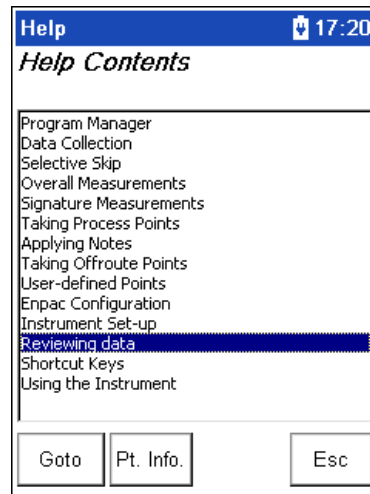 Help 17:20
Help Contents
Program Manager
Data Collection
Selective Skip
Overall Measurements
Signature Measurements
Taking Process Points
Applying Notes
Taking Offroute Points
User-defined Points
Enpac Configuration
Instrument Set-up
Reviewing data
Shortcut Keys
Using the Instrument
Goto Pt. Info. Esc